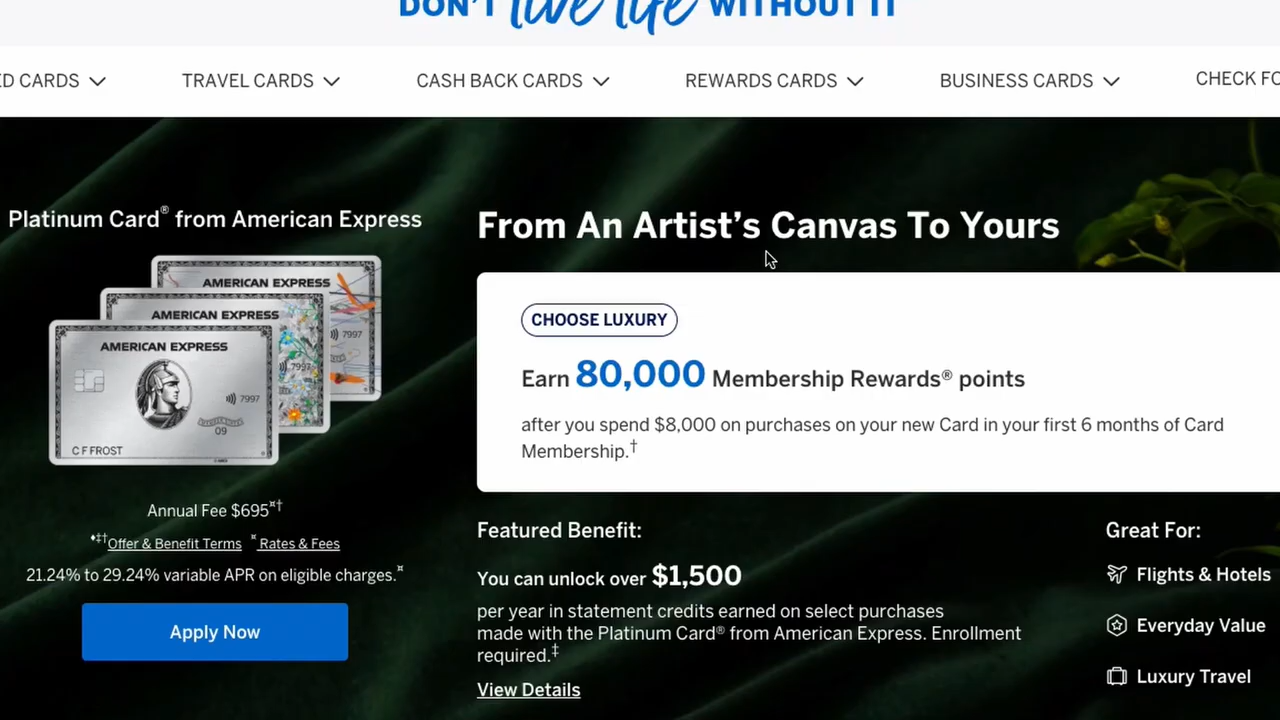 DON'T live life WITHOUT IT
ED CARDS
TRAVEL CARDS
CASH BACK CARDS
REWARDS CARDS
BUSINESS CARDS
CHECK FO
Platinum Card® from American Express
AMERICAN EXPRESS
7997
AMERICAN EXPRESS
7997
AMERICAN EXPRESS
7997
09
C F FROST
Annual Fee $695¤†
♦‡†Offer & Benefit Terms ¤Rates & Fees
21.24% to 29.24% variable APR on eligible charges.¤
Apply Now
From An Artist’s Canvas To Yours
CHOOSE LUXURY
Earn 80,000 Membership Rewards® points
after you spend $8,000 on purchases on your new Card in your first 6 months of Card
Membership.†
Featured Benefit:
You can unlock over $1,500
per year in statement credits earned on select purchases
made with the Platinum Card® from American Express. Enrollment
required.‡
View Details
Great For:
Flights & Hotels
Everyday Value
Luxury Travel